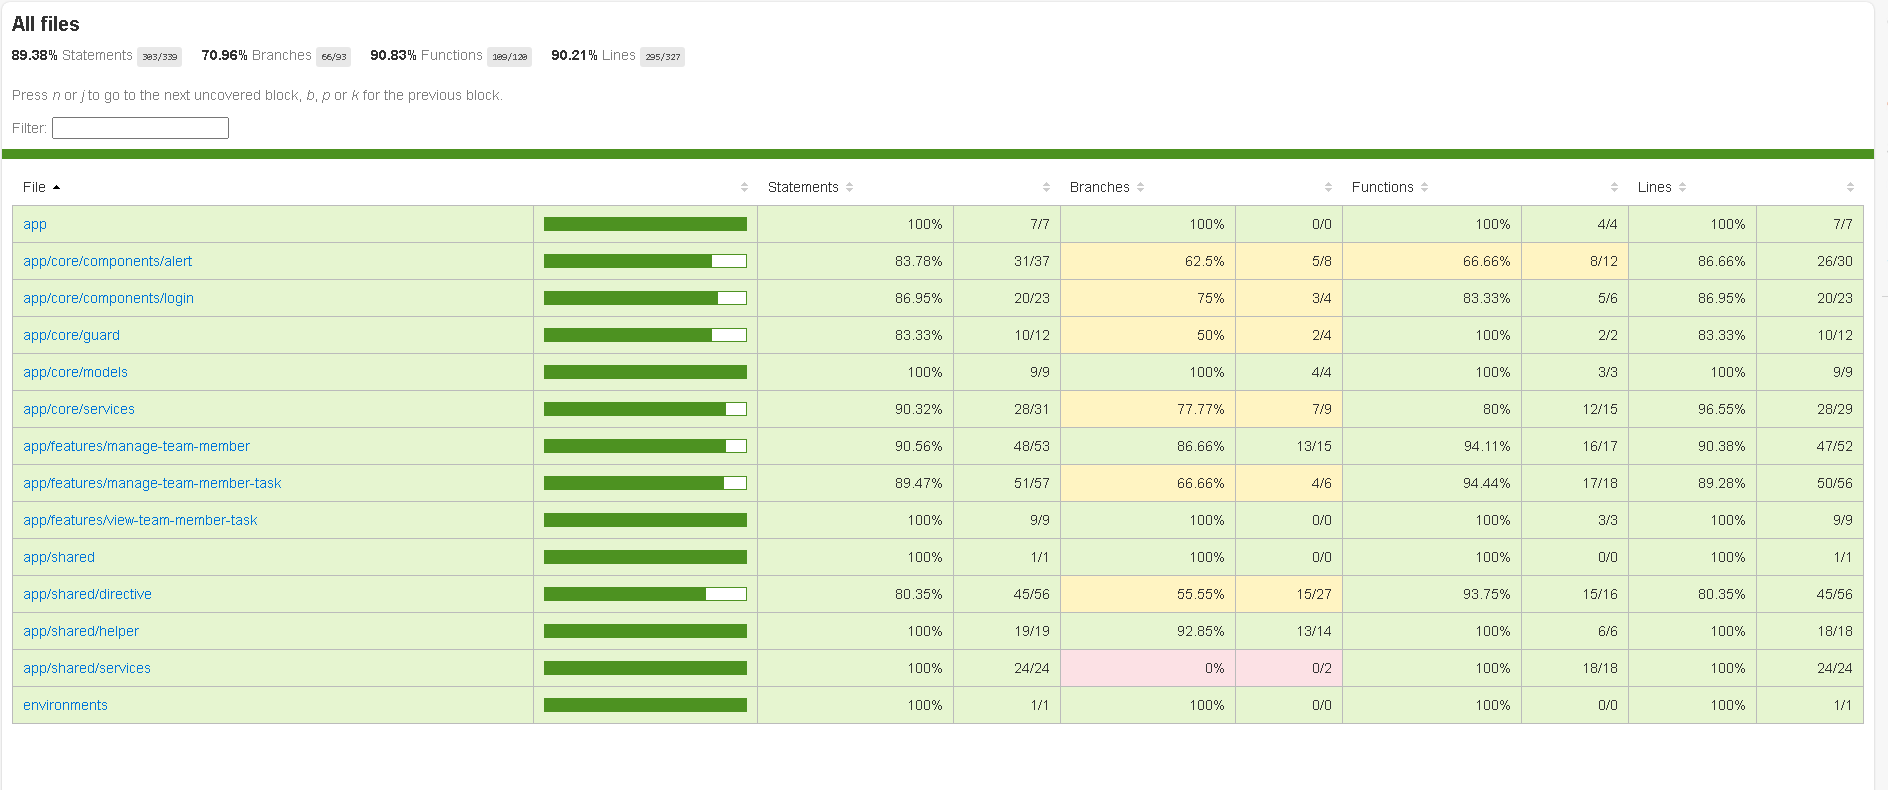 All files
89.38% Statements 303/339 70.96% Branches 66/93 90.83% Functions 109/120 90.21% Lines 295/327
Press n or j to go to the next uncovered block, b, p or k for the previous block.
Filter:
File Statements Branches Functions Lines
app 100% 7/7 100% 0/0 100% 4/4 100% 7/7
app/core/components/alert 83.78% 31/37 62.5% 5/8 66.66% 8/12 86.66% 26/30
app/core/components/login 86.95% 20/23 75% 3/4 83.33% 5/6 86.95% 20/23
app/core/guard 83.33% 10/12 50% 2/4 100% 2/2 83.33% 10/12
app/core/models 100% 9/9 100% 4/4 100% 3/3 100% 9/9
app/core/services 90.32% 28/31 77.77% 7/9 80% 12/15 96.55% 28/29
app/features/manage-team-member 90.56% 48/53 86.66% 13/15 94.11% 16/17 90.38% 47/52
app/features/manage-team-member-task 89.47% 51/57 66.66% 4/6 94.44% 17/18 89.28% 50/56
app/features/view-team-member-task 100% 9/9 100% 0/0 100% 3/3 100% 9/9
app/shared 100% 1/1 100% 0/0 100% 0/0 100% 1/1
app/shared/directive 80.35% 45/56 55.55% 15/27 93.75% 15/16 80.35% 45/56
app/shared/helper 100% 19/19 92.85% 13/14 100% 6/6 100% 18/18
app/shared/services 100% 24/24 0% 0/2 100% 18/18 100% 24/24
environments 100% 1/1 100% 0/0 100% 0/0 100% 1/1